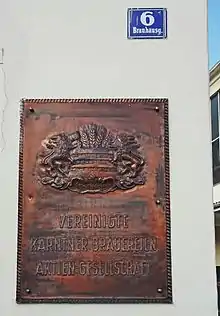 6
Brauhausg.
VEREINIGTE
KÄRNTNER BRAUEREIEN
AKTIEN-GESELLSCHAFT